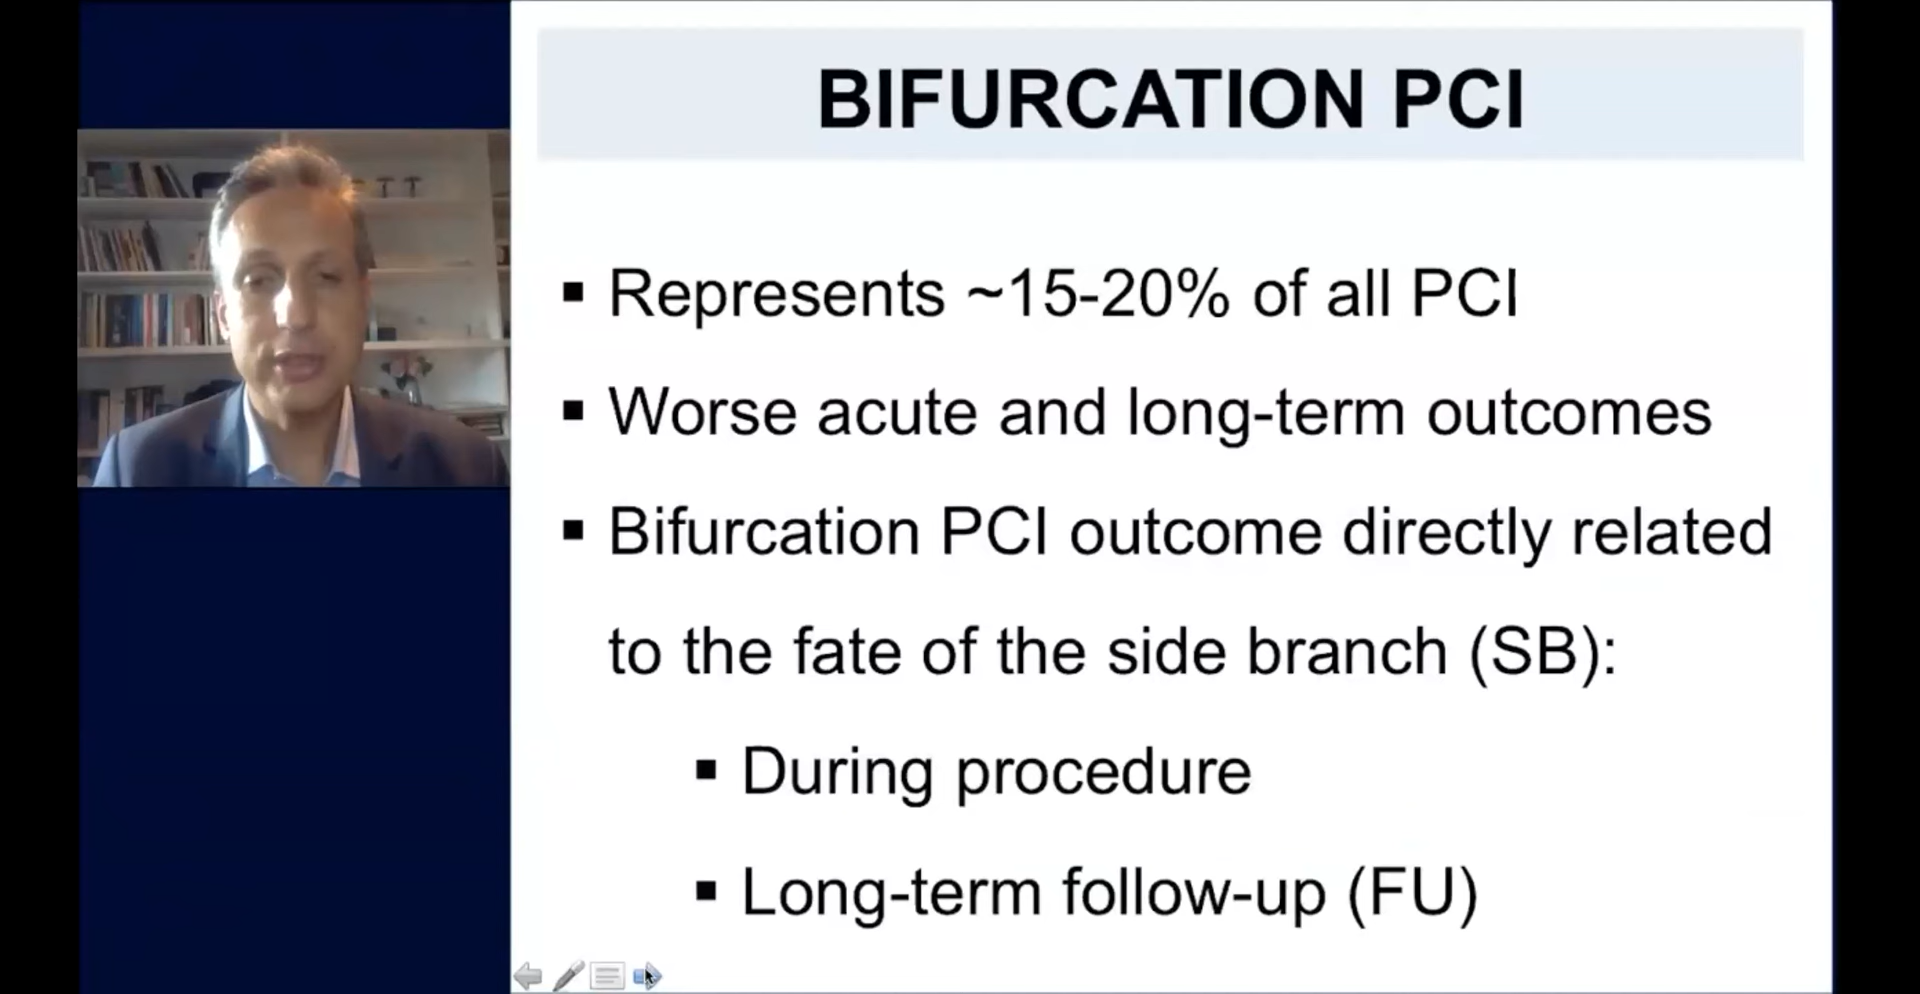 BIFURCATION PCI
▪ Represents ~15-20% of all PCI
▪ Worse acute and long-term outcomes
▪ Bifurcation PCI outcome directly related
to the fate of the side branch (SB):
▪ During procedure
▪ Long-term follow-up (FU)